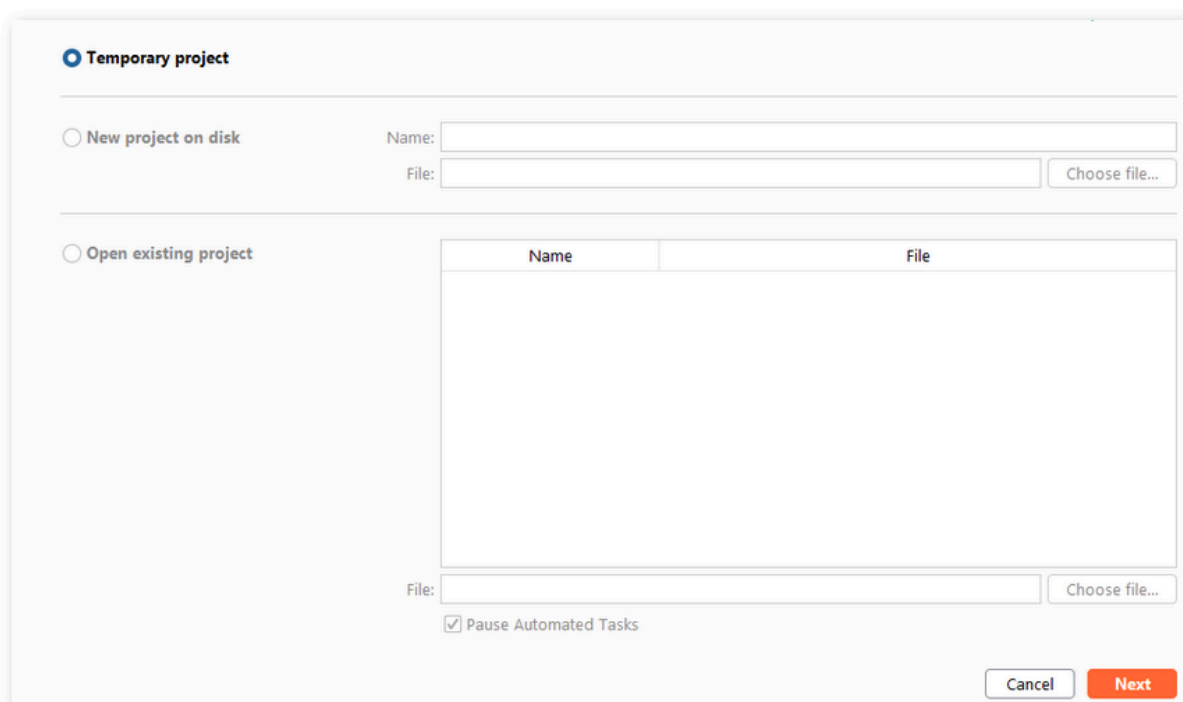 Temporary project
New project on disk
Name:
File:
Choose file...
Open existing project
Name
File
File:
Choose file...
Pause Automated Tasks
Cancel
Next